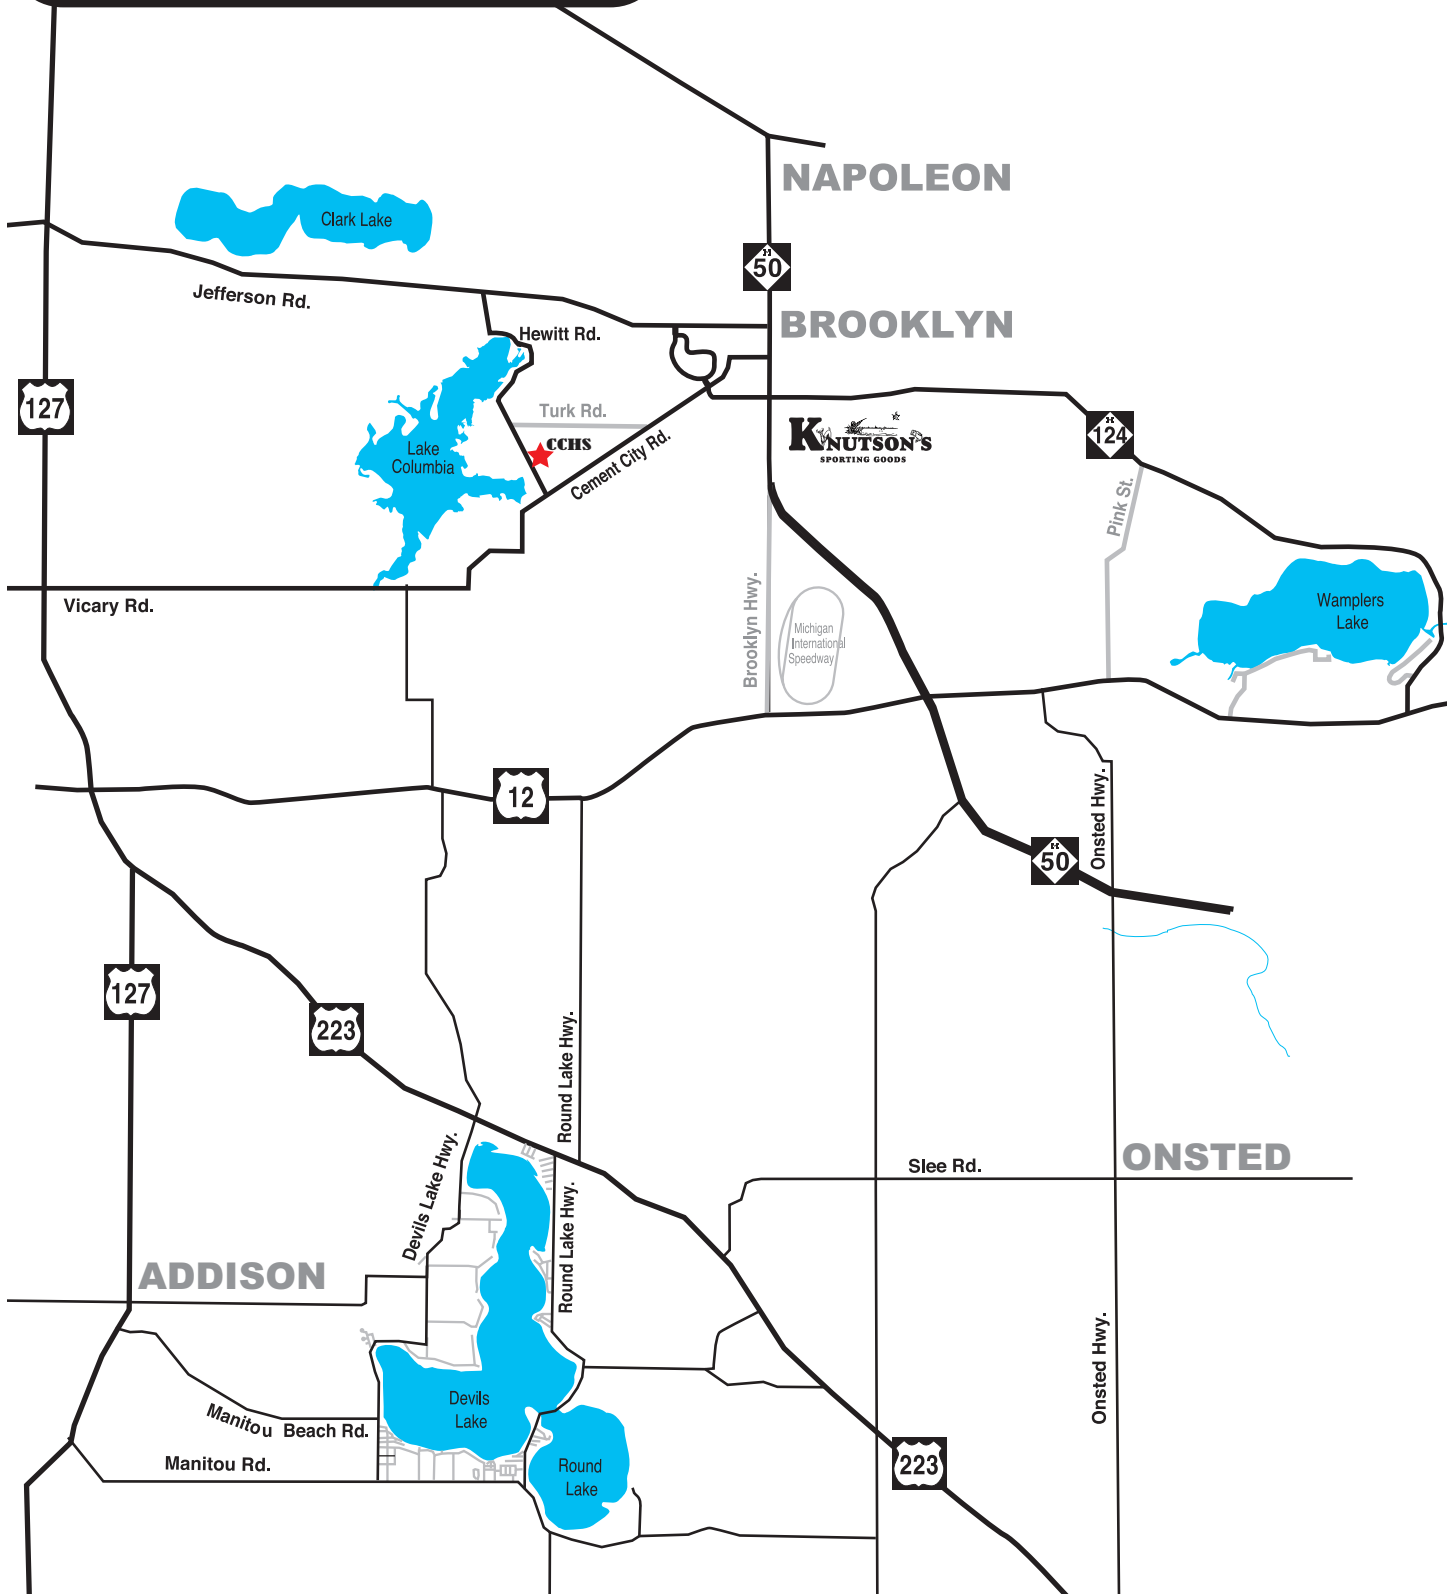 NAPOLEON
Clark Lake
M
50
Jefferson Rd.
BROOKLYN
Hewitt Rd.
127
Turk Rd.
KNUTSON'S
SPORTING GOODS
M
124
CCHS
Lake
Columbia
Cement City Rd.
Pink St.
Vicary Rd.
Brooklyn Hwy.
Michigan
International
Speedway
Wamplers
Lake
12
Onsted Hwy.
M
50
127
223
Round Lake Hwy.
Devils Lake Hwy.
Slee Rd.
ONSTED
Round Lake Hwy.
ADDISON
Onsted Hwy.
Devils
Lake
Manitou Beach Rd.
Manitou Rd.
Round
Lake
223